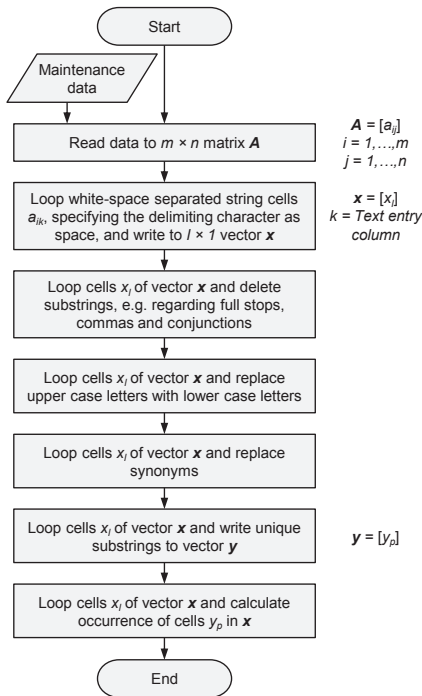 Start
Maintenance
data
Read data to m × n matrix A
A = [aij]
i = 1,...,m
j = 1,...,n
Loop white-space separated string cells
aik, specifying the delimiting character as
space, and write to l × 1 vector x
x = [xl]
k = Text entry
column
Loop cells xl of vector x and delete
substrings, e.g. regarding full stops,
commas and conjunctions
Loop cells xl of vector x and replace
upper case letters with lower case letters
Loop cells xl of vector x and replace
synonyms
Loop cells xl of vector x and write unique
substrings to vector y
y = [yp]
Loop cells xl of vector x and calculate
occurrence of cells yp in x
End